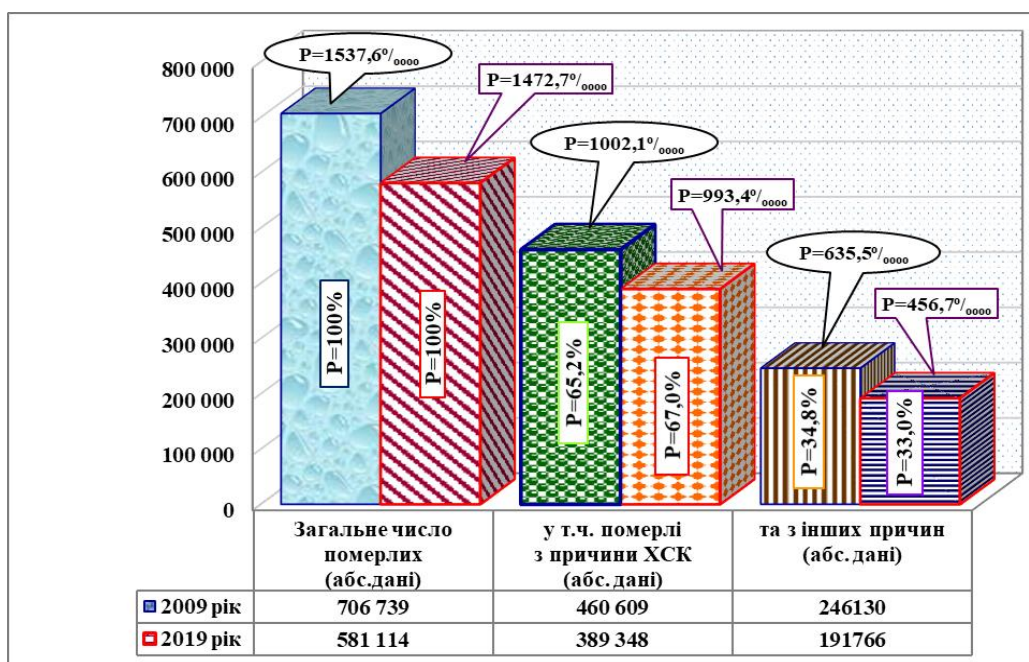 P=1537,6⁰/₀₀₀₀
P=1472,7⁰/₀₀₀₀
P=1002,1⁰/₀₀₀₀
P=993,4⁰/₀₀₀₀
P=635,5⁰/₀₀₀₀
P=456,7⁰/₀₀₀₀
800 000
700 000
600 000
500 000
400 000
300 000
200 000
100 000
0
P=100%
P=100%
P=65,2%
P=67,0%
P=34,8%
P=33,0%
Загальне число
померлих
(абс.дані)
у т.ч. померлі
з причини ХСК
(абс.дані)
та з інших причин
(абс.дані)
2009 рік 706 739 460 609 246130
2019 рік 581 114 389 348 191766